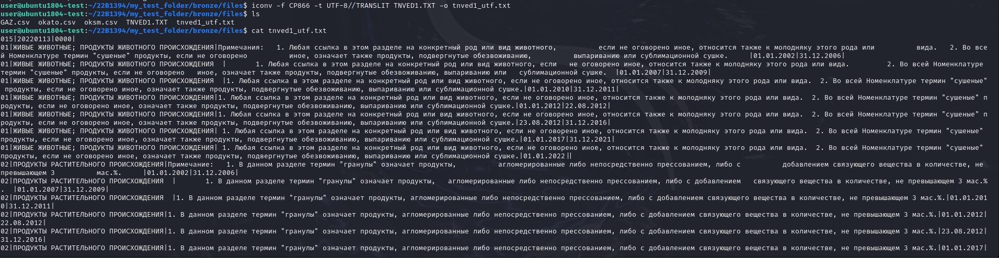 user@ubuntu1804-test:~/22B1394/my_test_folder/bronze/files$ iconv -f CP866 -t UTF-8//TRANSLIT TNVED1.TXT -o tnved1_utf.txt
user@ubuntu1804-test:~/22B1394/my_test_folder/bronze/files$ ls
GAZ.csv  okato.csv  oksm.csv  TNVED1.TXT  tnved1_utf.txt
user@ubuntu1804-test:~/22B1394/my_test_folder/bronze/files$ cat tnved1_utf.txt
015|20220113|0000|
01|ЖИВЫЕ ЖИВОТНЫЕ; ПРОДУКТЫ ЖИВОТНОГО ПРОИСХОЖДЕНИЯ|Примечания:   1. Любая ссылка в этом разделе на конкретный род или вид животного,          если не оговорено иное, относится также к молодняку этого рода или          вида.   2. Во все
й Номенклатуре термин "сушеные" продукты, если не оговорено          иное, означает также продукты, подвергнутые обезвоживанию,          выпариванию или сублимационной сушке.     |01.01.2002|31.12.2006|
01|ЖИВЫЕ ЖИВОТНЫЕ; ПРОДУКТЫ ЖИВОТНОГО ПРОИСХОЖДЕНИЯ  |       1. Любая ссылка в этом разделе на конкретный род или вид животного, если   не оговорено иное, относится также к молодняку этого рода или вида.         2. Во всей Номенклатуре
термин "сушеные" продукты, если не оговорено   иное, означает также продукты, подвергнутые обезвоживанию, выпариванию или   сублимационной сушке.  |01.01.2007|31.12.2009|
01|ЖИВЫЕ ЖИВОТНЫЕ; ПРОДУКТЫ ЖИВОТНОГО ПРОИСХОЖДЕНИЯ  |1. Любая ссылка в этом разделе на конкретный род или вид животного, если не оговорено иное, относится также к молодняку этого рода или вида.  2. Во всей Номенклатуре термин "сушеные"
 продукты, если не оговорено иное, означает также продукты, подвергнутые обезвоживанию, выпариванию или сублимационной сушке.|01.01.2010|31.12.2011|
01|ЖИВЫЕ ЖИВОТНЫЕ; ПРОДУКТЫ ЖИВОТНОГО ПРОИСХОЖДЕНИЯ|1. Любая ссылка в этом разделе на конкретный род или вид животного, если не оговорено иное, относится также к молодняку этого рода или вида.  2. Во всей Номенклатуре термин "сушеные" п
родукты, если не оговорено иное, означает также продукты, подвергнутые обезвоживанию, выпариванию или сублимационной сушке.|01.01.2012|22.08.2012|
01|ЖИВЫЕ ЖИВОТНЫЕ; ПРОДУКТЫ ЖИВОТНОГО ПРОИСХОЖДЕНИЯ|1. Любая ссылка в этом разделе на конкретный род или вид животного, если не оговорено иное, относится также к молодняку этого рода или вида.  2. Во всей Номенклатуре термин "сушеные" п
родукты, если не оговорено иное, означает также продукты, подвергнутые обезвоживанию, выпариванию или сублимационной сушке.|23.08.2012|31.12.2016|
01|ЖИВЫЕ ЖИВОТНЫЕ; ПРОДУКТЫ ЖИВОТНОГО ПРОИСХОЖДЕНИЯ| 1. Любая ссылка в этом разделе на конкретный род или вид животного, если не оговорено иное, относится также к молодняку этого рода или вида.  2. Во всей Номенклатуре термин "сушеные"
продукты, если не оговорено иное, означает также продукты, подвергнутые обезвоживанию, выпариванию или сублимационной сушке.|01.01.2017|31.12.2021|
01|ЖИВЫЕ ЖИВОТНЫЕ; ПРОДУКТЫ ЖИВОТНОГО ПРОИСХОЖДЕНИЯ| 1. Любая ссылка в этом разделе на конкретный род или вид животного, если не оговорено иное, относится также к молодняку этого рода или вида.  2. Во всей Номенклатуре термин "сушеные"
продукты, если не оговорено иное, означает также продукты, подвергнутые обезвоживанию, выпариванию или сублимационной сушке.|01.01.2022||
02|ПРОДУКТЫ РАСТИТЕЛЬНОГО ПРОИСХОЖДЕНИЯ|Примечание:   1. В данном разделе термин "гранулы" означает продукты,          агломерированные либо непосредственно прессованием, либо с          добавлением связующего вещества в количестве, не
превышающем 3          мас.%.     |01.01.2002|31.12.2006|
02|ПРОДУКТЫ РАСТИТЕЛЬНОГО ПРОИСХОЖДЕНИЯ  |       1. В данном разделе термин "гранулы" означает продукты,   агломерированные либо непосредственно прессованием, либо с добавлением   связующего вещества в количестве, не превышающем 3 мас.%
.  |01.01.2007|31.12.2009|
02|ПРОДУКТЫ РАСТИТЕЛЬНОГО ПРОИСХОЖДЕНИЯ  |1. В данном разделе термин "гранулы" означает продукты, агломерированные либо непосредственно прессованием, либо с добавлением связующего вещества в количестве, не превышающем 3 мас.%.|01.01.201
0|31.12.2011|
02|ПРОДУКТЫ РАСТИТЕЛЬНОГО ПРОИСХОЖДЕНИЯ|1. В данном разделе термин "гранулы" означает продукты, агломерированные либо непосредственно прессованием, либо с добавлением связующего вещества в количестве, не превышающем 3 мас.%.|01.01.2012|
22.08.2012|
02|ПРОДУКТЫ РАСТИТЕЛЬНОГО ПРОИСХОЖДЕНИЯ|1. В данном разделе термин "гранулы" означает продукты, агломерированные либо непосредственно прессованием, либо с добавлением связующего вещества в количестве, не превышающем 3 мас.%.|23.08.2012|
31.12.2016|
02|ПРОДУКТЫ РАСТИТЕЛЬНОГО ПРОИСХОЖДЕНИЯ|1. В данном разделе термин "гранулы" означает продукты, агломерированные либо непосредственно прессованием, либо с добавлением связующего вещества в количестве, не превышающем 3 мас.%.|01.01.2017|